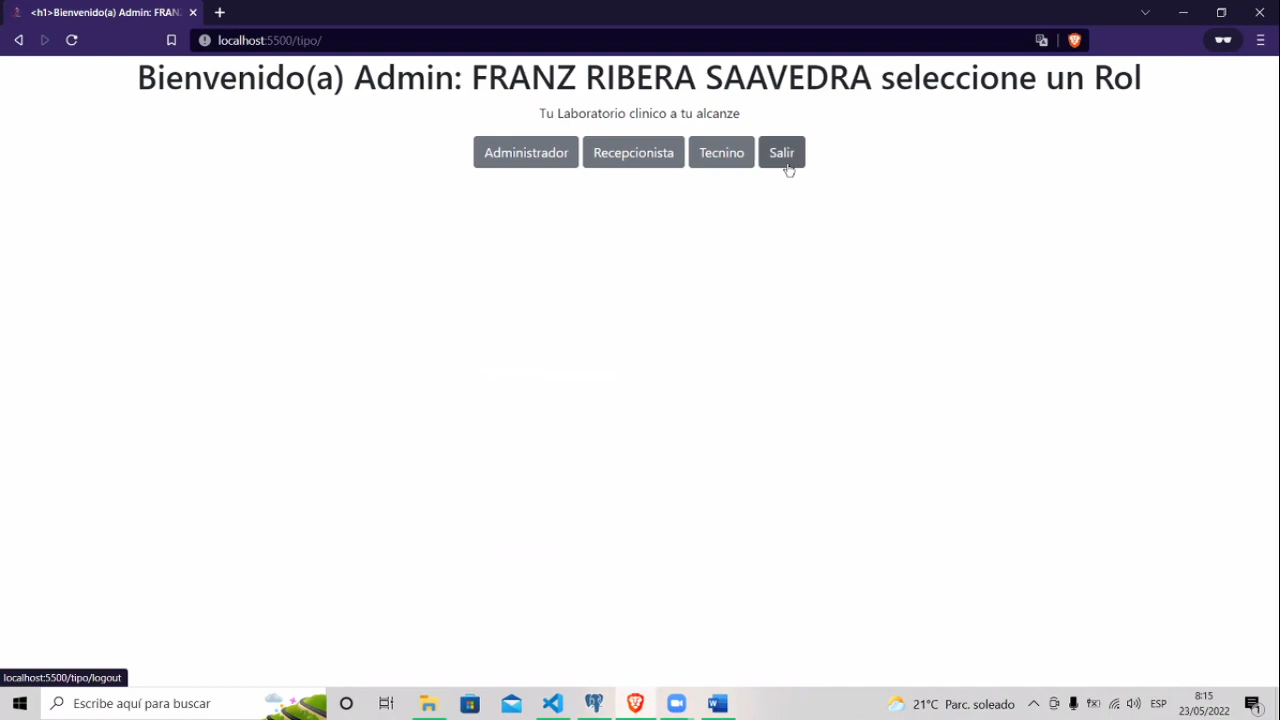 <h1>Bienvenido(a) Admin: FRAN
localhost:5500/tipo/
Bienvenido(a) Admin: FRANZ RIBERA SAAVEDRA seleccione un Rol
Tu Laboratorio clinico a tu alcanze
Administrador Recepcionista Tecnino Salir
localhost:5500/tipo/logout
Escribe aquí para buscar
21°C Parc. soleado
ESP
8:15
23/05/2022
1